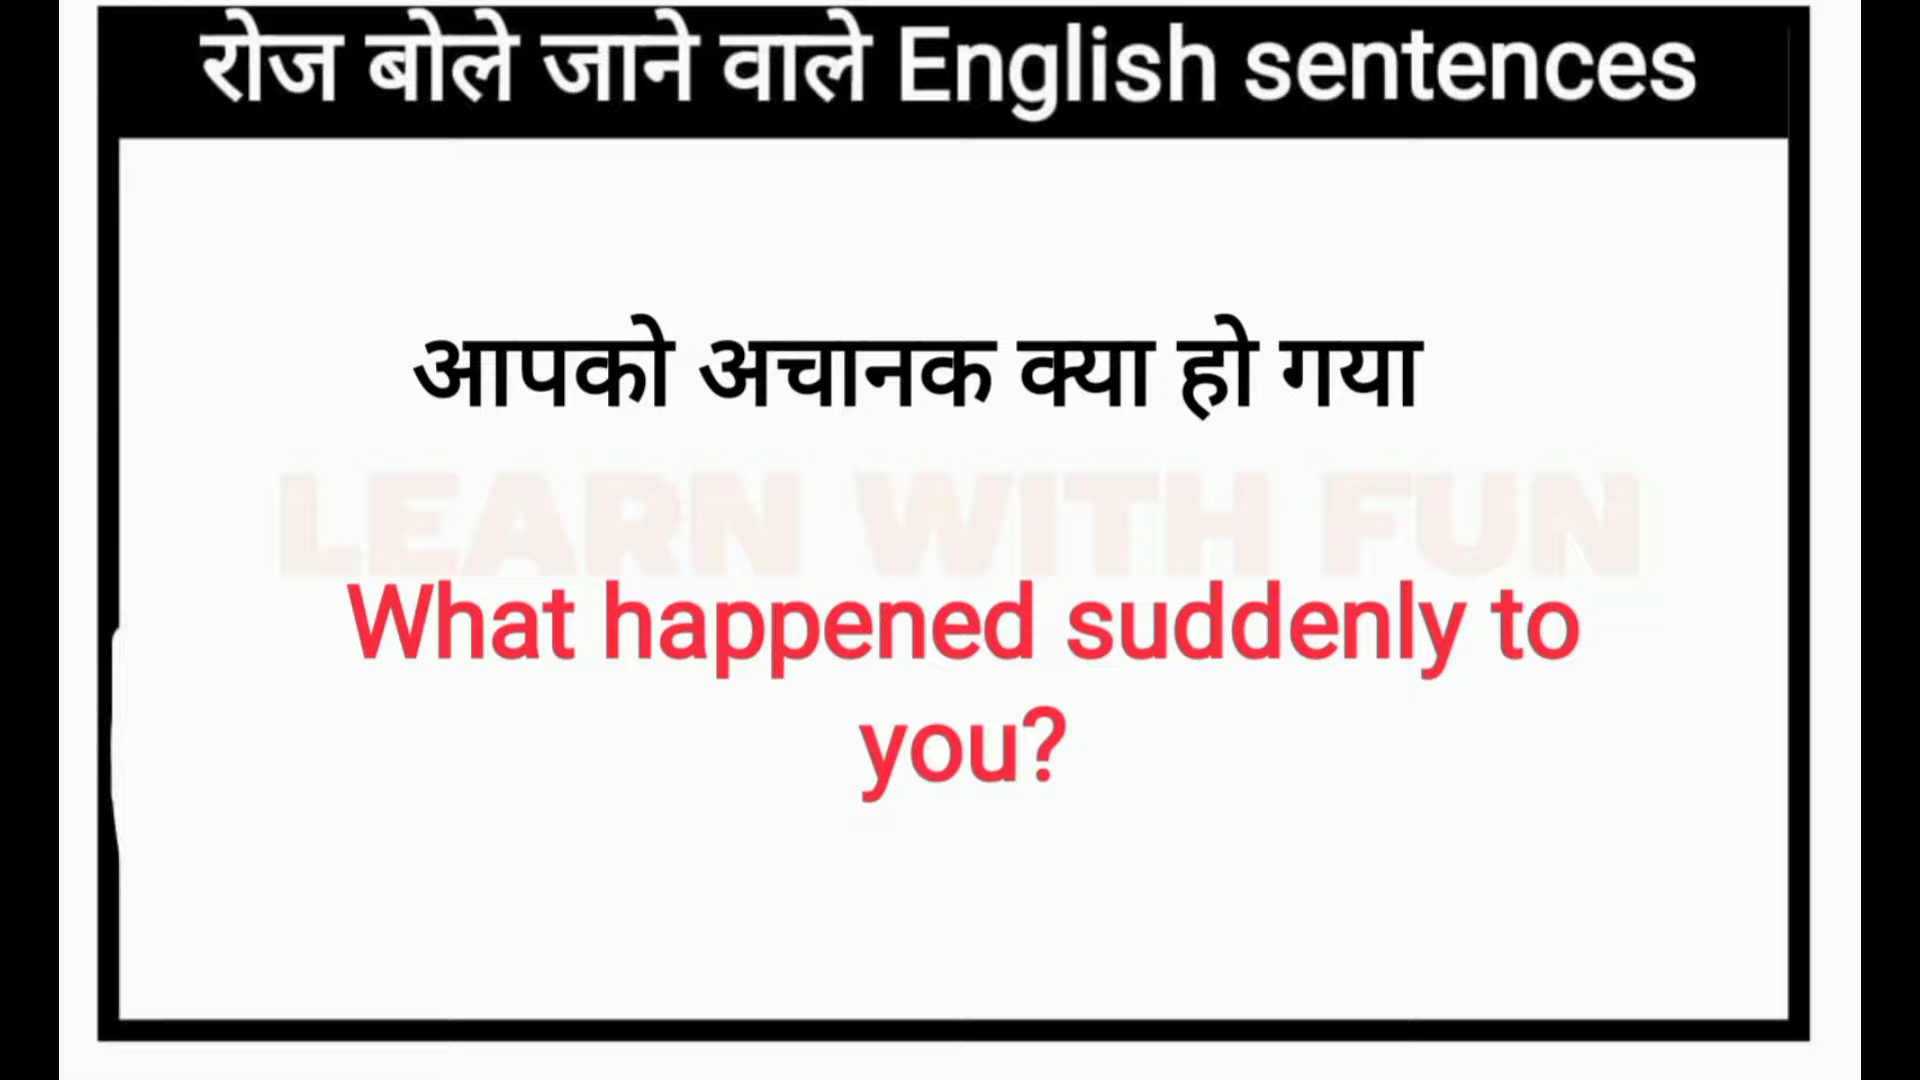 रोज बोले जाने वाले English sentences
आपको अचानक क्या हो गया
LEARN WITH FUN
What happened suddenly to
you?